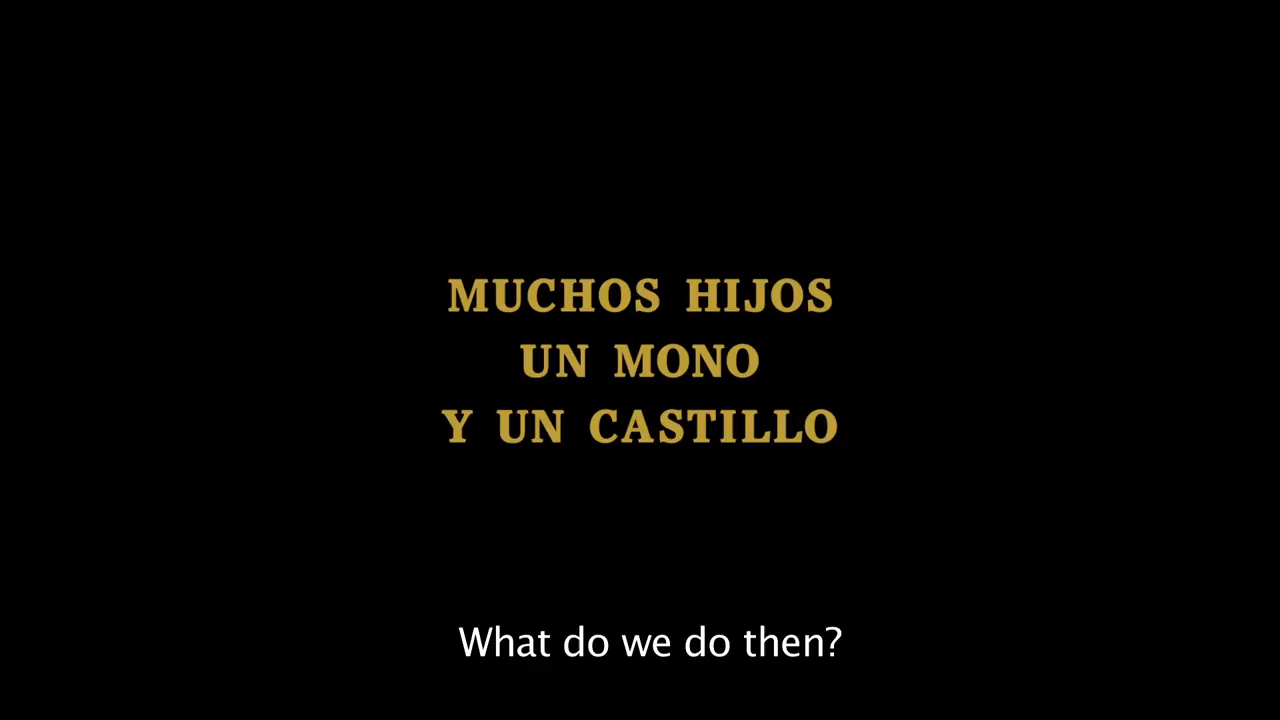 MUCHOS HIJOS
UN MONO
Y UN CASTILLO
What do we do then?